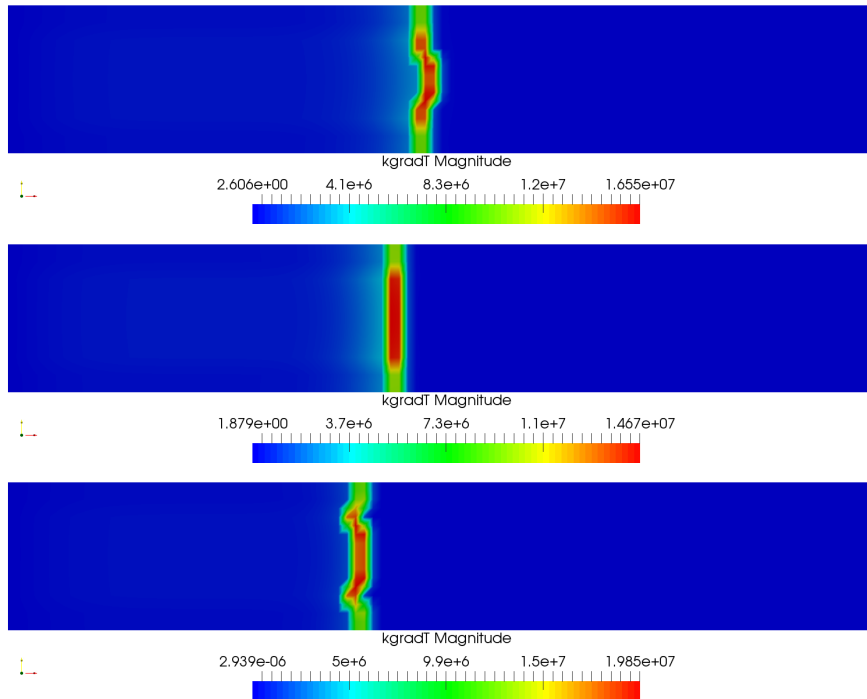 kgradT Magnitude
2.606e+00 4.1e+6 8.3e+6 1.2e+7 1.655e+07
kgradT Magnitude
1.879e+00 3.7e+6 7.3e+6 1.1e+7 1.467e+07
kgradT Magnitude
2.939e-06 5e+6 9.9e+6 1.5e+7 1.985e+07